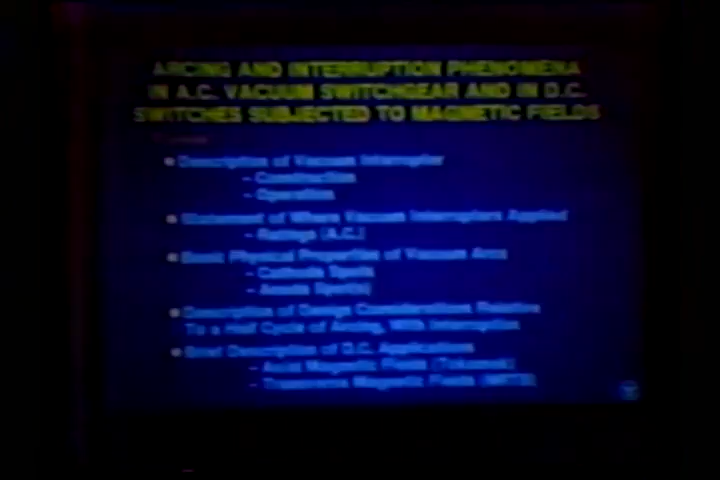 ARCING AND INTERRUPTION PHENOMENA
IN A.C. VACUUM SWITCHGEAR AND IN D.C.
SWITCHES SUBJECTED TO MAGNETIC FIELDS
• Description of Vacuum Interrupter
– Construction
– Operation
• Statement of Where Vacuum Interrupters Applied
– Ratings (A.C.)
• Basic Physical Properties of Vacuum Arcs
– Cathode Spots
– Anode Spot(s)
• Description of Design Considerations Relative
To a Half Cycle of Arcing, With Interruption
• Brief Description of D.C. Applications
– Axial Magnetic Fields (Tokamak)
– Transverse Magnetic Fields